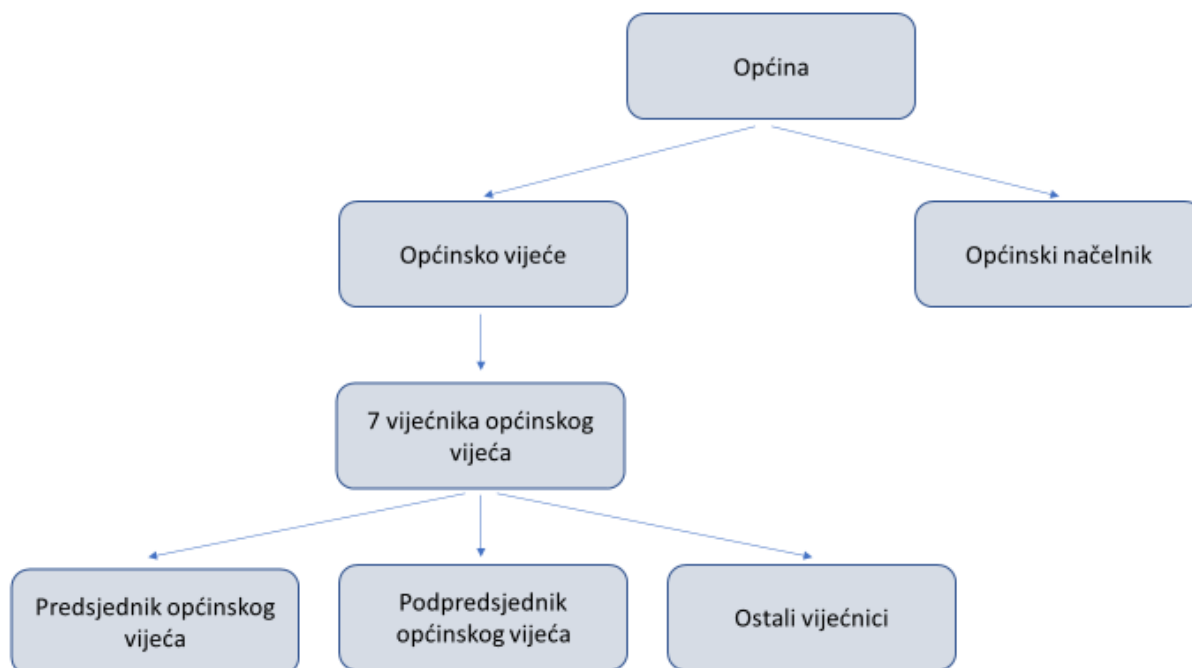 Općina
Općinsko vijeće
Općinski načelnik
7 vijećnika općinskog
vijeća
Predsjednik općinskog
vijeća
Podpredsjednik
općinskog vijeća
Ostali vijećnici